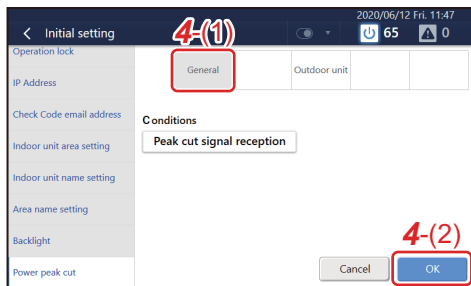 2020/06/12 Fri. 11:47
Initial setting
4-(1)
65
0
Operation lock
General
Outdoor unit
IP Address
Check Code email address
Conditions
Indoor unit area setting
Peak cut signal reception
Indoor unit name setting
Area name setting
Backlight
4-(2)
Power peak cut
Cancel
OK